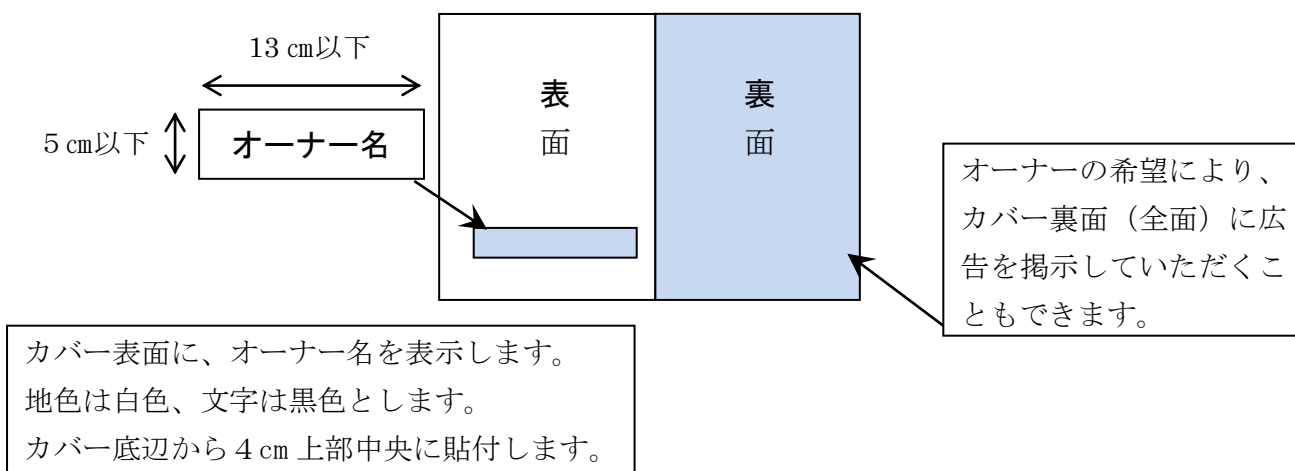 13 ㎝以下
５㎝以下
オーナー名
表
面
裏
面
オーナーの希望により、
カバー裏面（全面）に広
告を掲示していただくこ
ともできます。
カバー表面に、オーナー名を表示します。
地色は白色、文字は黒色とします。
カバー底辺から４㎝上部中央に貼付します。